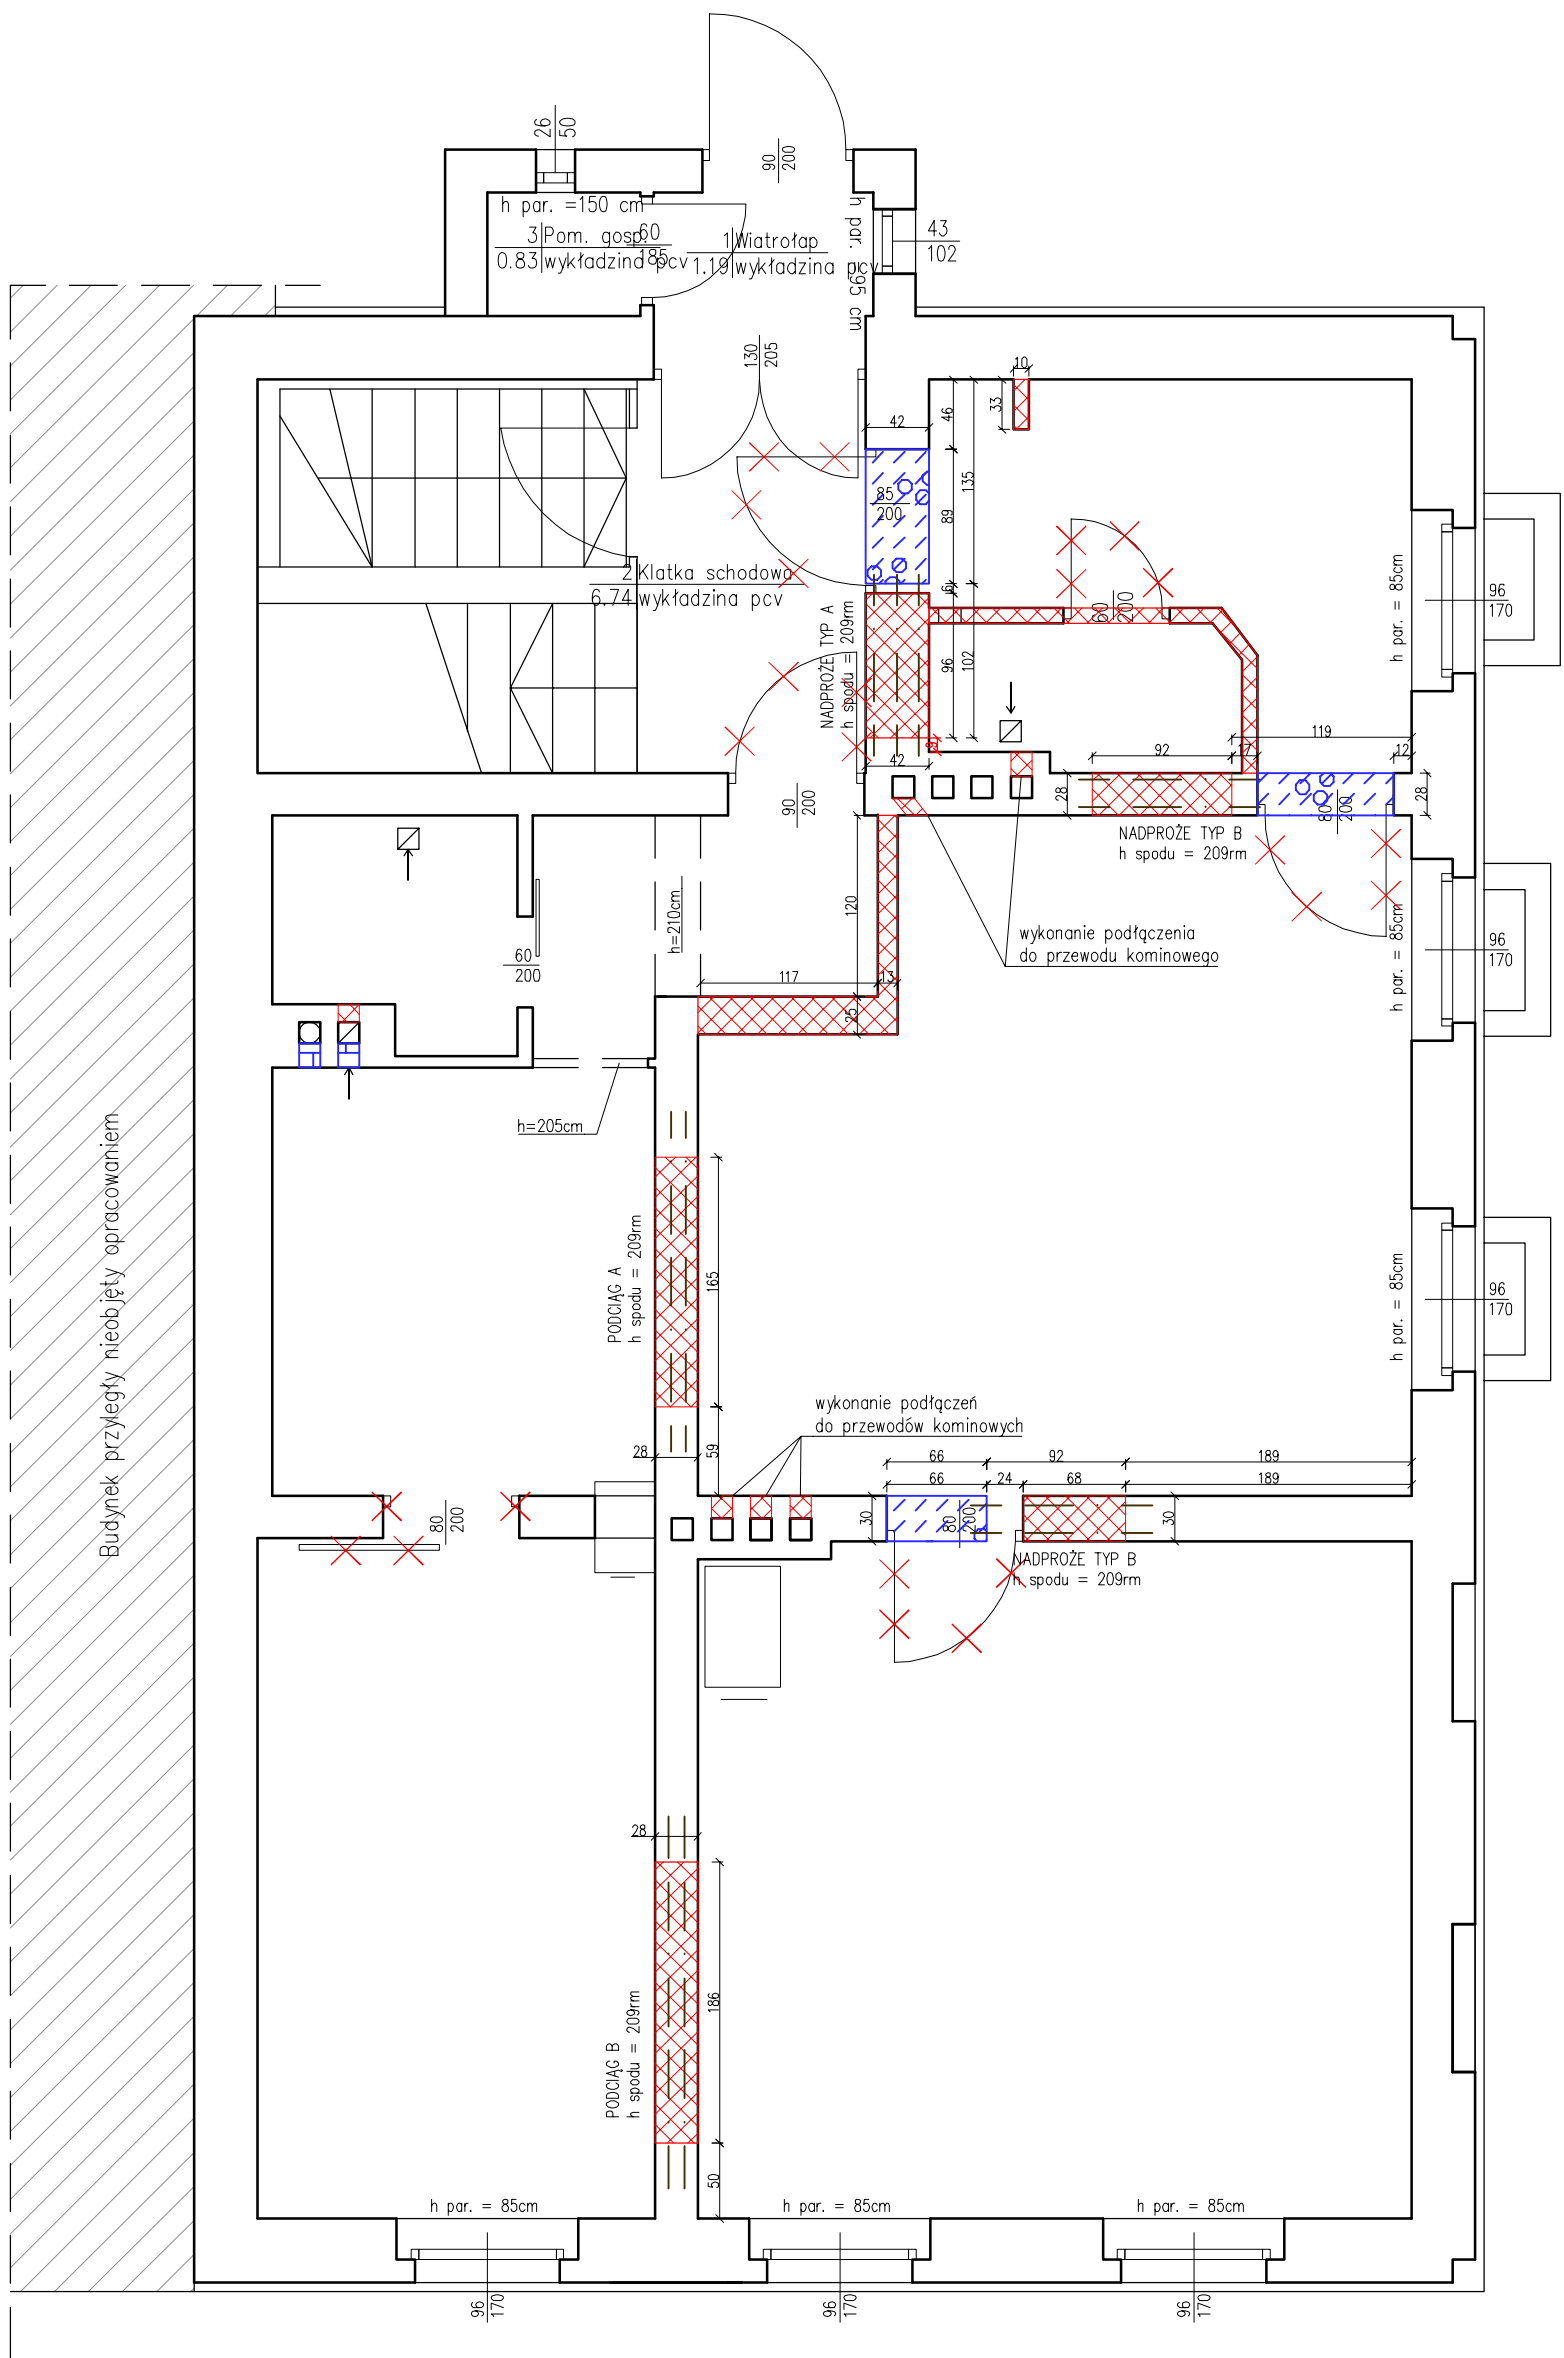 26
50
90
200
h par. =150 cm
3 Pom. gosp.
0.83 wykładzina pcv
60
185
1 Wiatrołap
1.19 wykładzina pcv
h par. =95 cm
43
102
130
205
10
33
42
46
135
89
85
200
6
2 Klatka schodowa
6.74 wykładzina pcv
NADPROŻE TYP A
h spodu = 209rm
96
102
60
200
h par. = 85cm
96
170
9
42
119
92
17
12
28
28
90
200
NADPROŻE TYP B
h spodu = 209rm
80
200
h=210cm
120
wykonanie podłączenia
do przewodu kominowego
h par. = 85cm
96
170
60
200
117
13
25
h=205cm
Budynek przyległy nieobjęty opracowaniem
PODCIĄG A
h spodu = 209rm
165
h par. = 85cm
96
170
wykonanie podłączeń
do przewodów kominowych
28
59
66
92
189
66
24
68
189
80
200
30
80
200
30
NADPROŻE TYP B
h spodu = 209rm
28
186
PODCIĄG B
h spodu = 209rm
50
h par. = 85cm
h par. = 85cm
h par. = 85cm
96
170
96
170
96
170